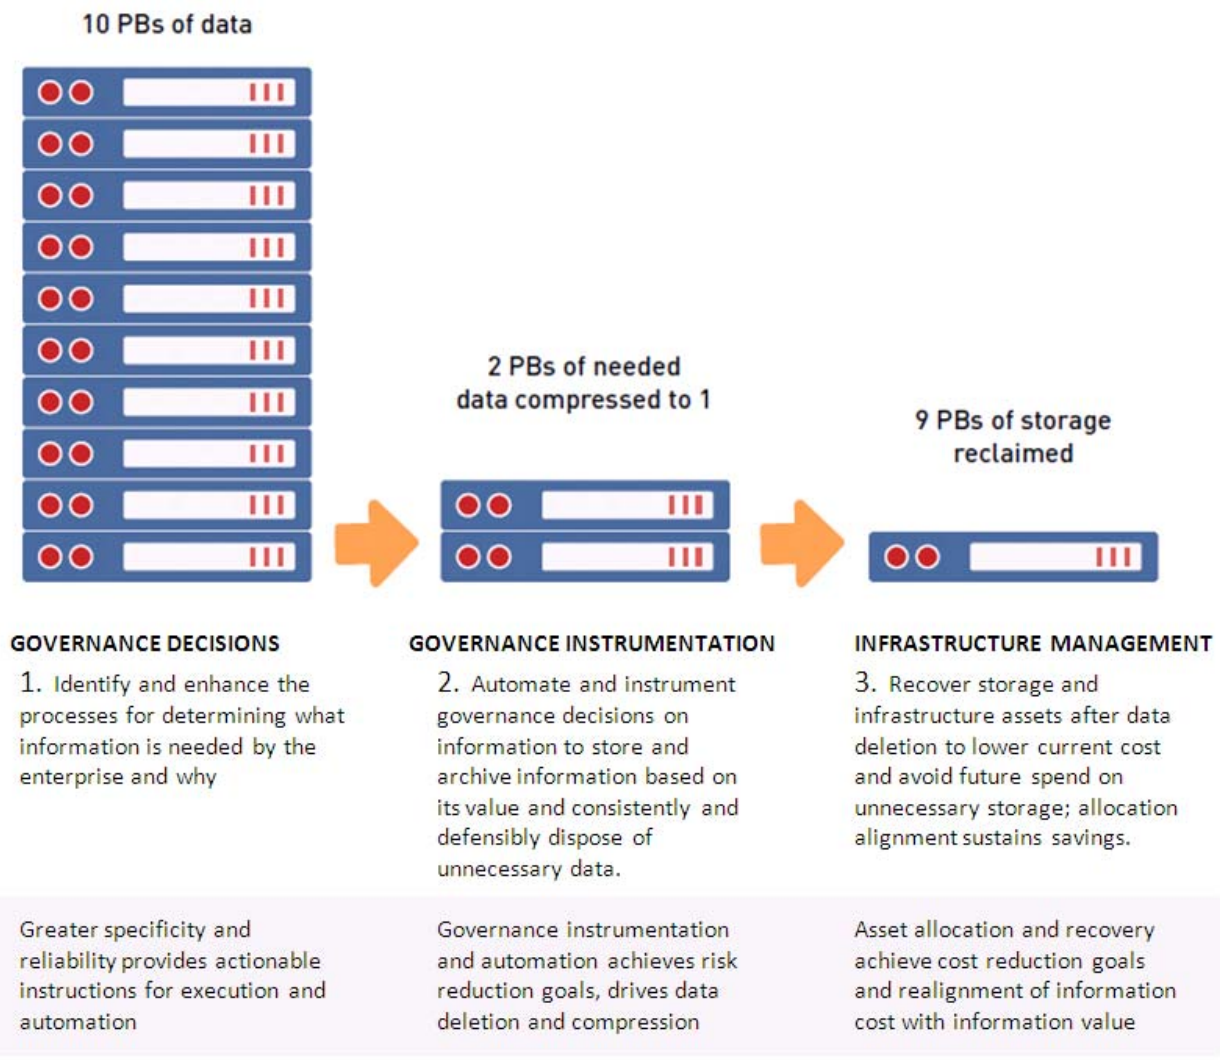 10 PBs of data
2 PBs of needed
data compressed to 1
9 PBs of storage
reclaimed
GOVERNANCE DECISIONS
1. Identify and enhance the
processes for determining what
information is needed by the
enterprise and why
GOVERNANCE INSTRUMENTATION
2. Automate and instrument
governance decisions on
information to store and
archive information based on
its value and consistently and
defensibly dispose of
unnecessary data.
INFRASTRUCTURE MANAGEMENT
3. Recover storage and
infrastructure assets after data
deletion to lower current cost
and avoid future spend on
unnecessary storage; allocation
alignment sustains savings.
Greater specificity and
reliability provides actionable
instructions for execution and
automation
Governance instrumentation
and automation achieves risk
reduction goals, drives data
deletion and compression
Asset allocation and recovery
achieve cost reduction goals
and realignment of information
cost with information value